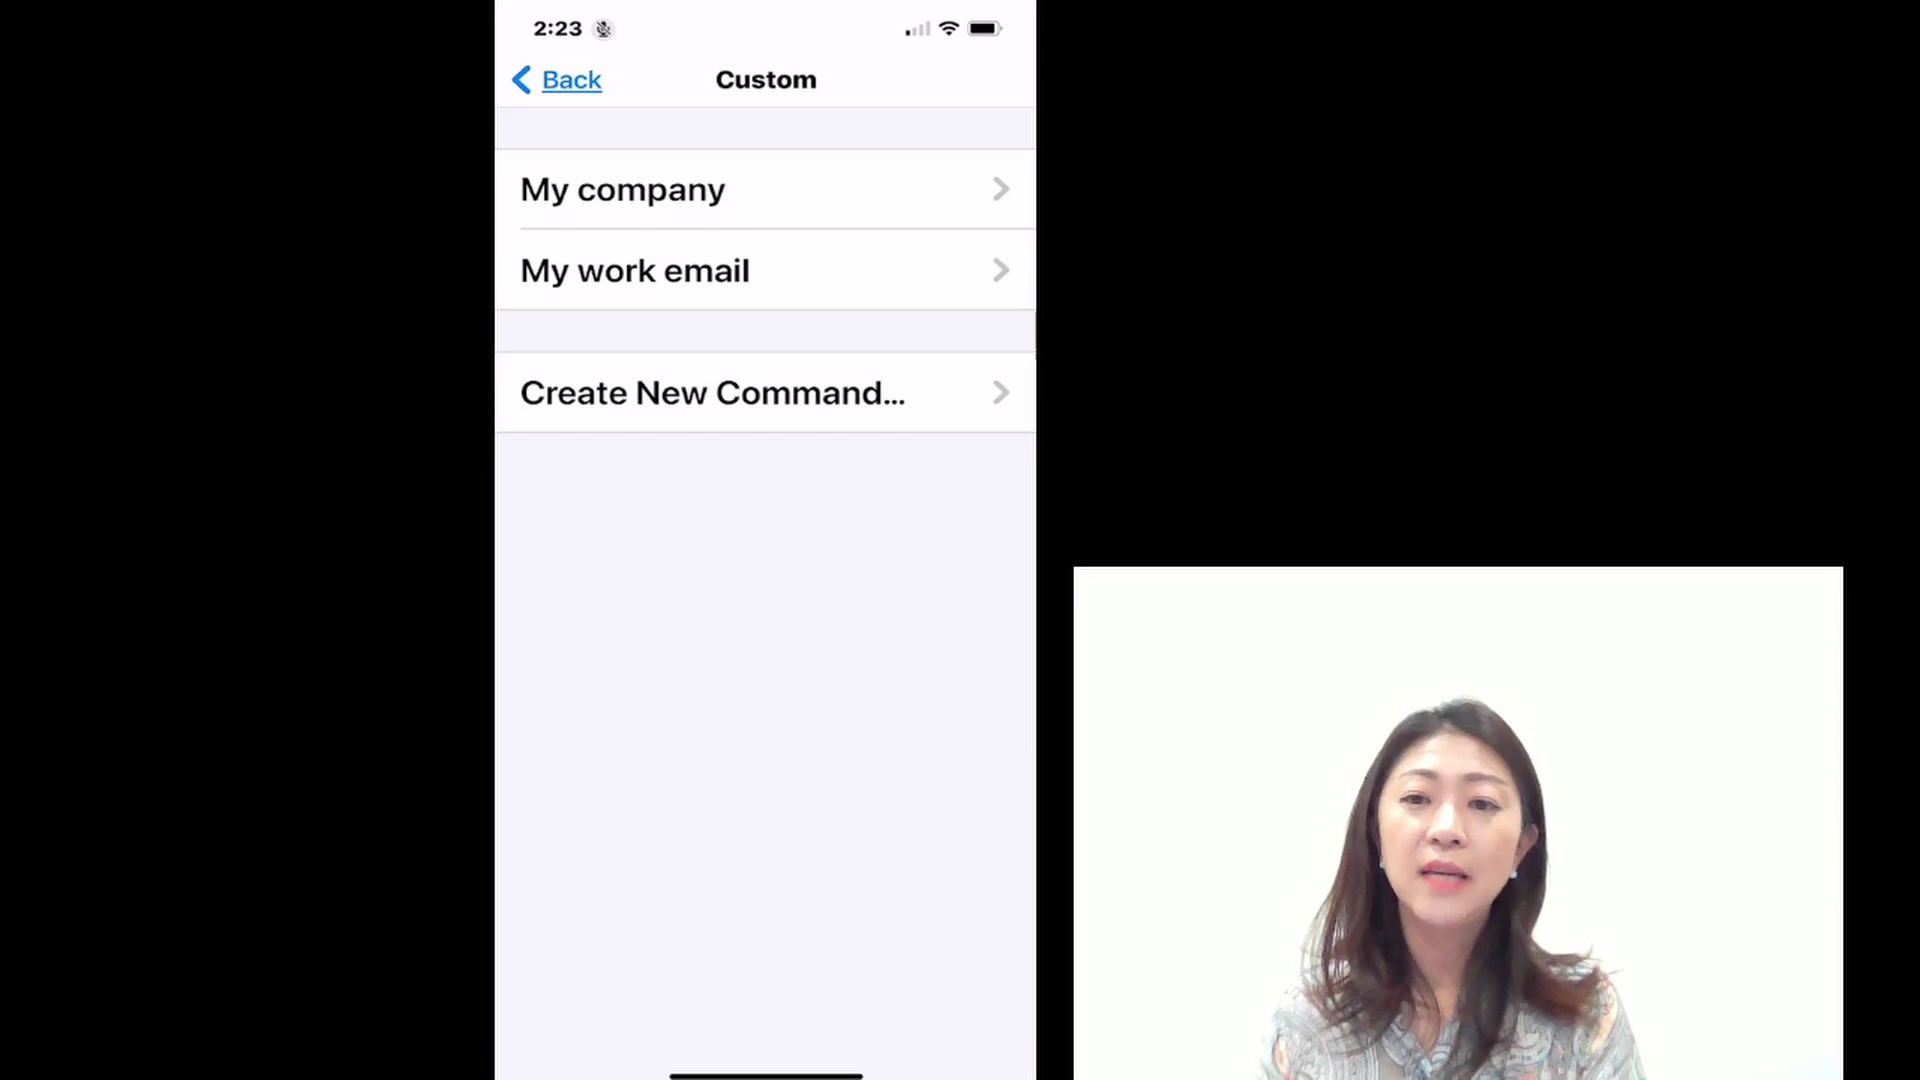 2:23
Back
Custom
My company
My work email
Create New Command...